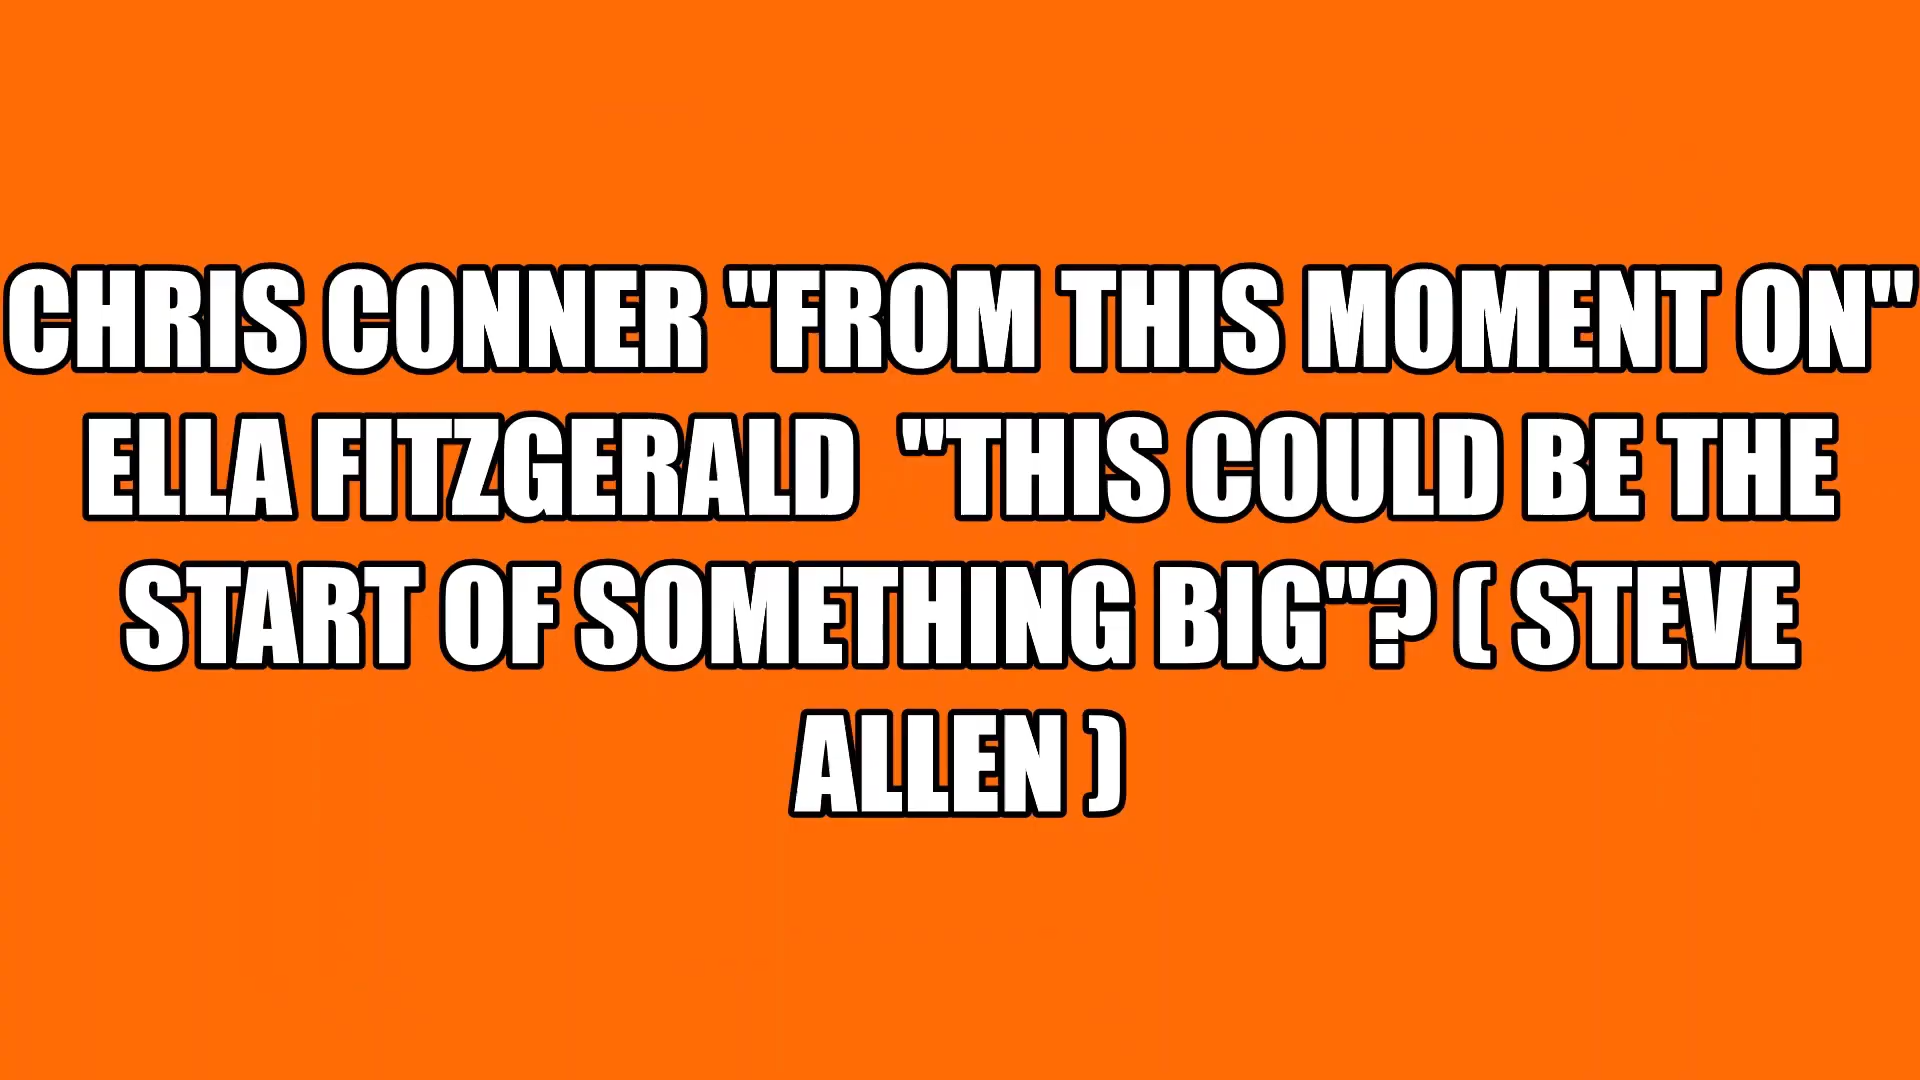 CHRIS CONNER "FROM THIS MOMENT ON"
ELLA FITZGERALD  "THIS COULD BE THE
START OF SOMETHING BIG"? ( STEVE
ALLEN )